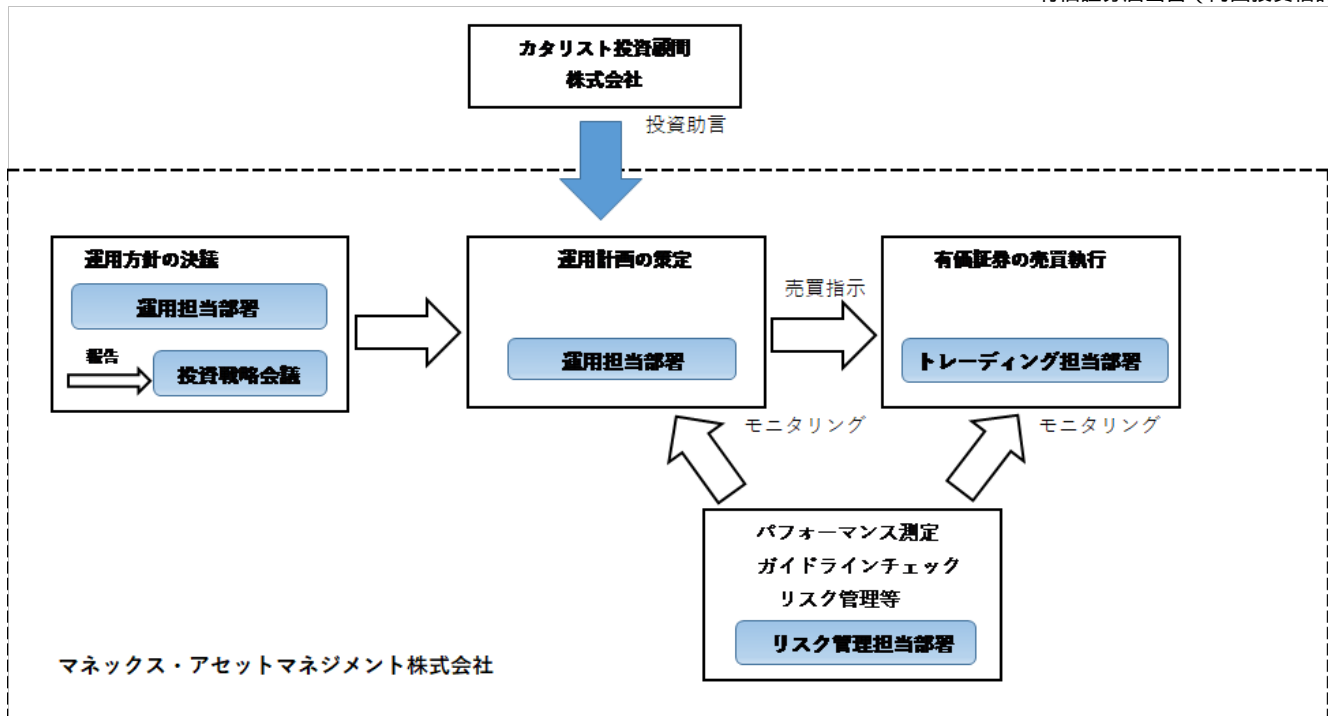 カタリスト投資顧問
株式会社
投資助言
運用方針の決議
運用担当部署
報告
投資戦略会議
運用計画の策定
運用担当部署
売買指示
有価証券の売買執行
トレーディング担当部署
モニタリング
モニタリング
パフォーマンス測定
ガイドラインチェック
リスク管理等
リスク管理担当部署
マネックス・アセットマネジメント株式会社